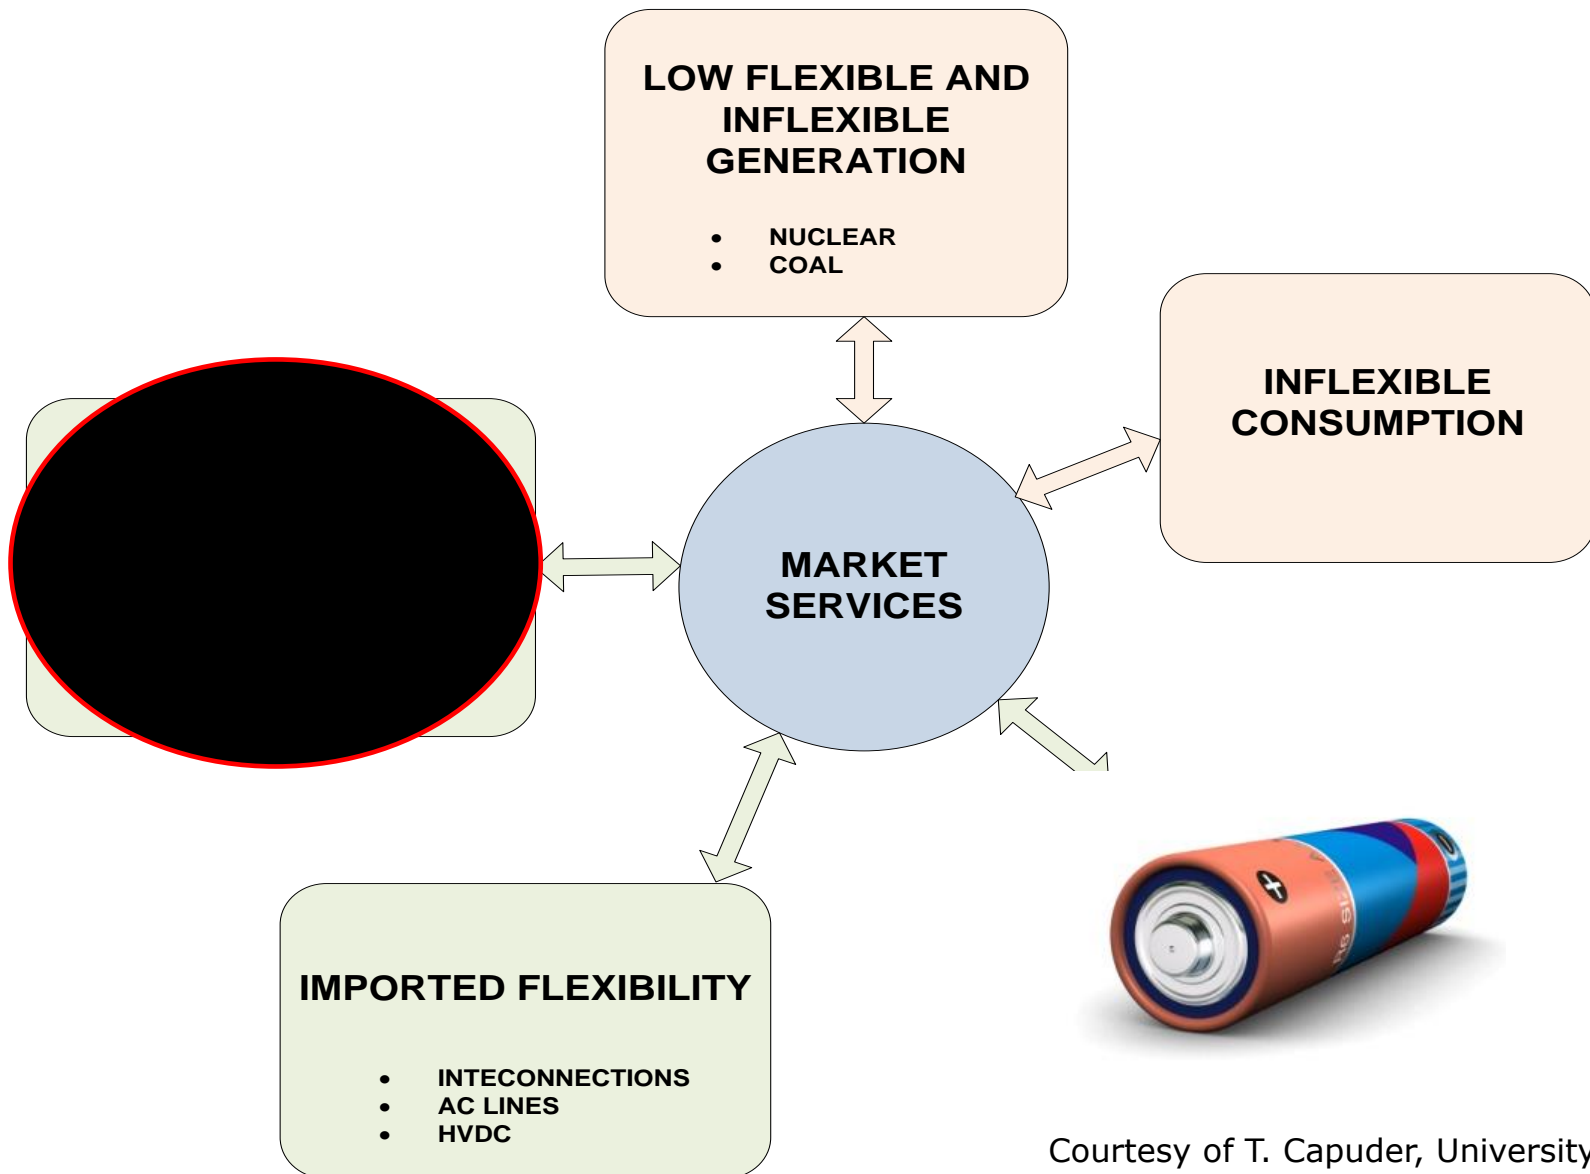 LOW FLEXIBLE AND
INFLEXIBLE
GENERATION
• NUCLEAR
• COAL
INFLEXIBLE
CONSUMPTION
MARKET
SERVICES
IMPORTED FLEXIBILITY
• INTECONNECTIONS
• AC LINES
• HVDC
Courtesy of T. Capuder, University